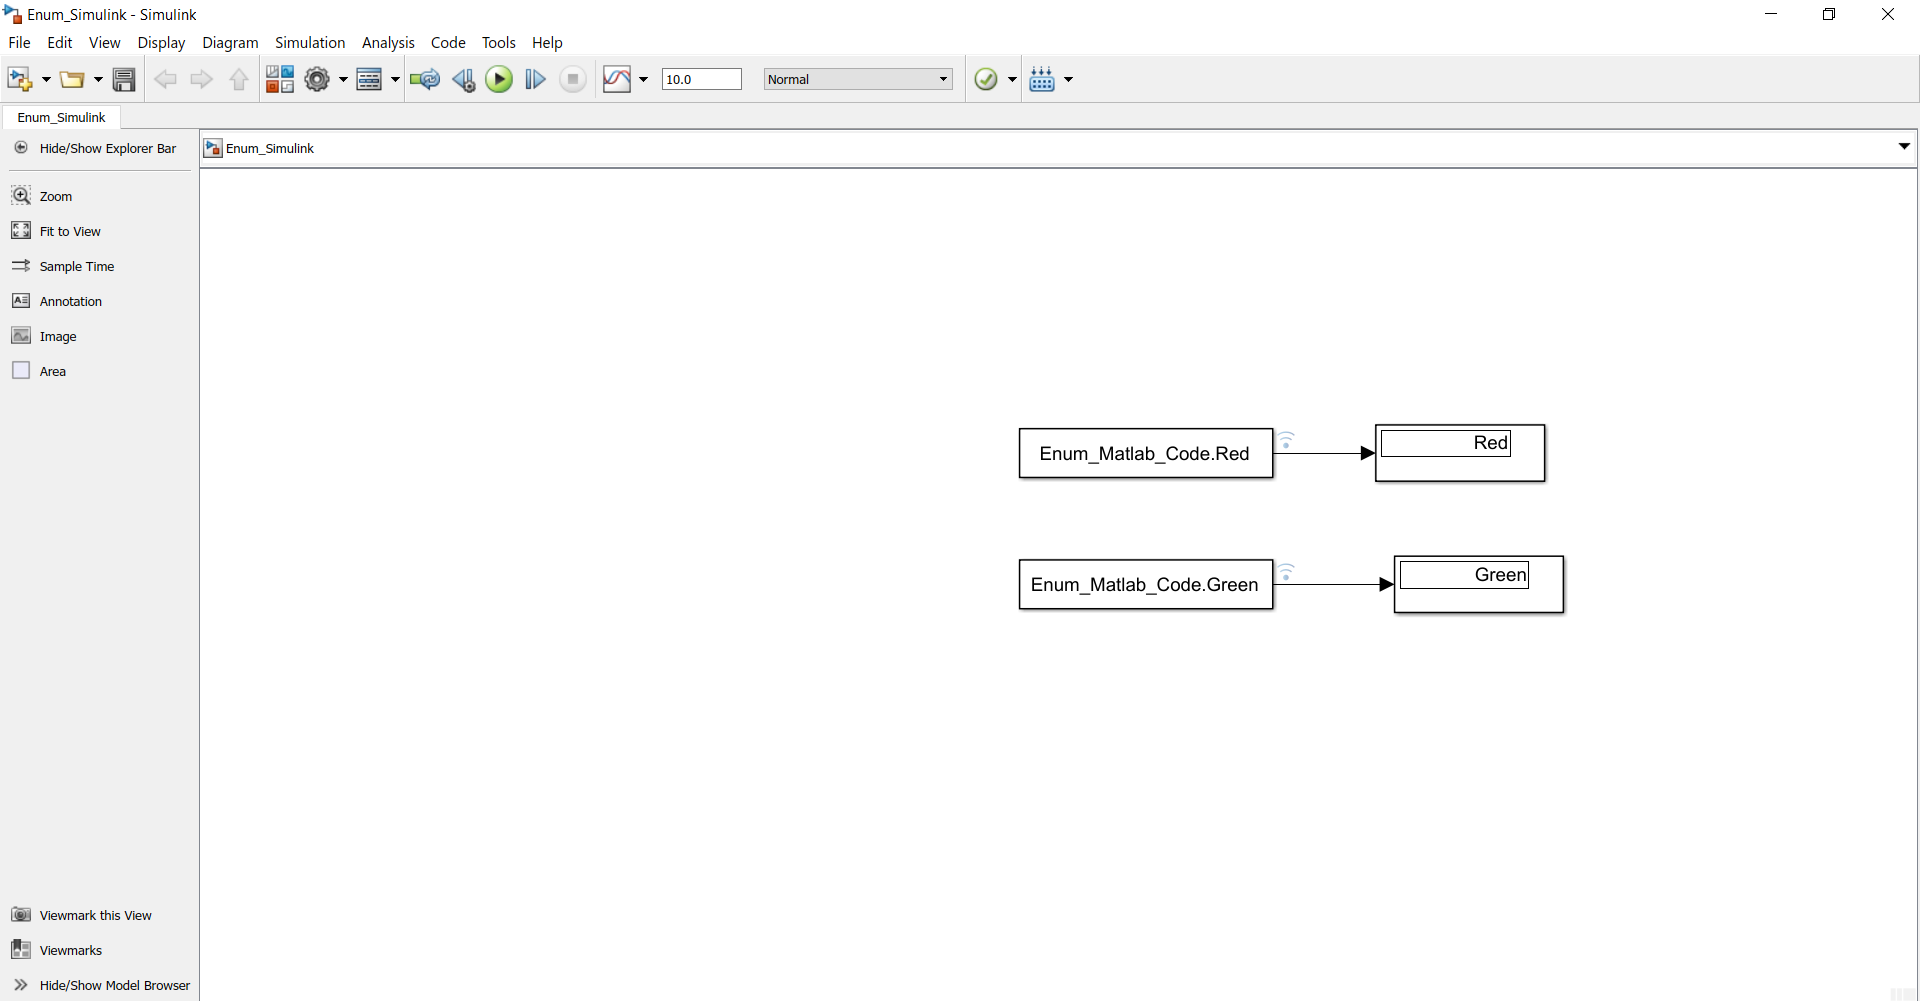 Enum_Simulink - Simulink
File Edit View Display Diagram Simulation Analysis Code Tools Help
10.0 Normal
Enum_Simulink
Hide/Show Explorer Bar
Enum_Simulink
Zoom
Fit to View
Sample Time
Annotation
Image
Area
Enum_Matlab_Code.Red
Red
Enum_Matlab_Code.Green
Green
Viewmark this View
Viewmarks
Hide/Show Model Browser